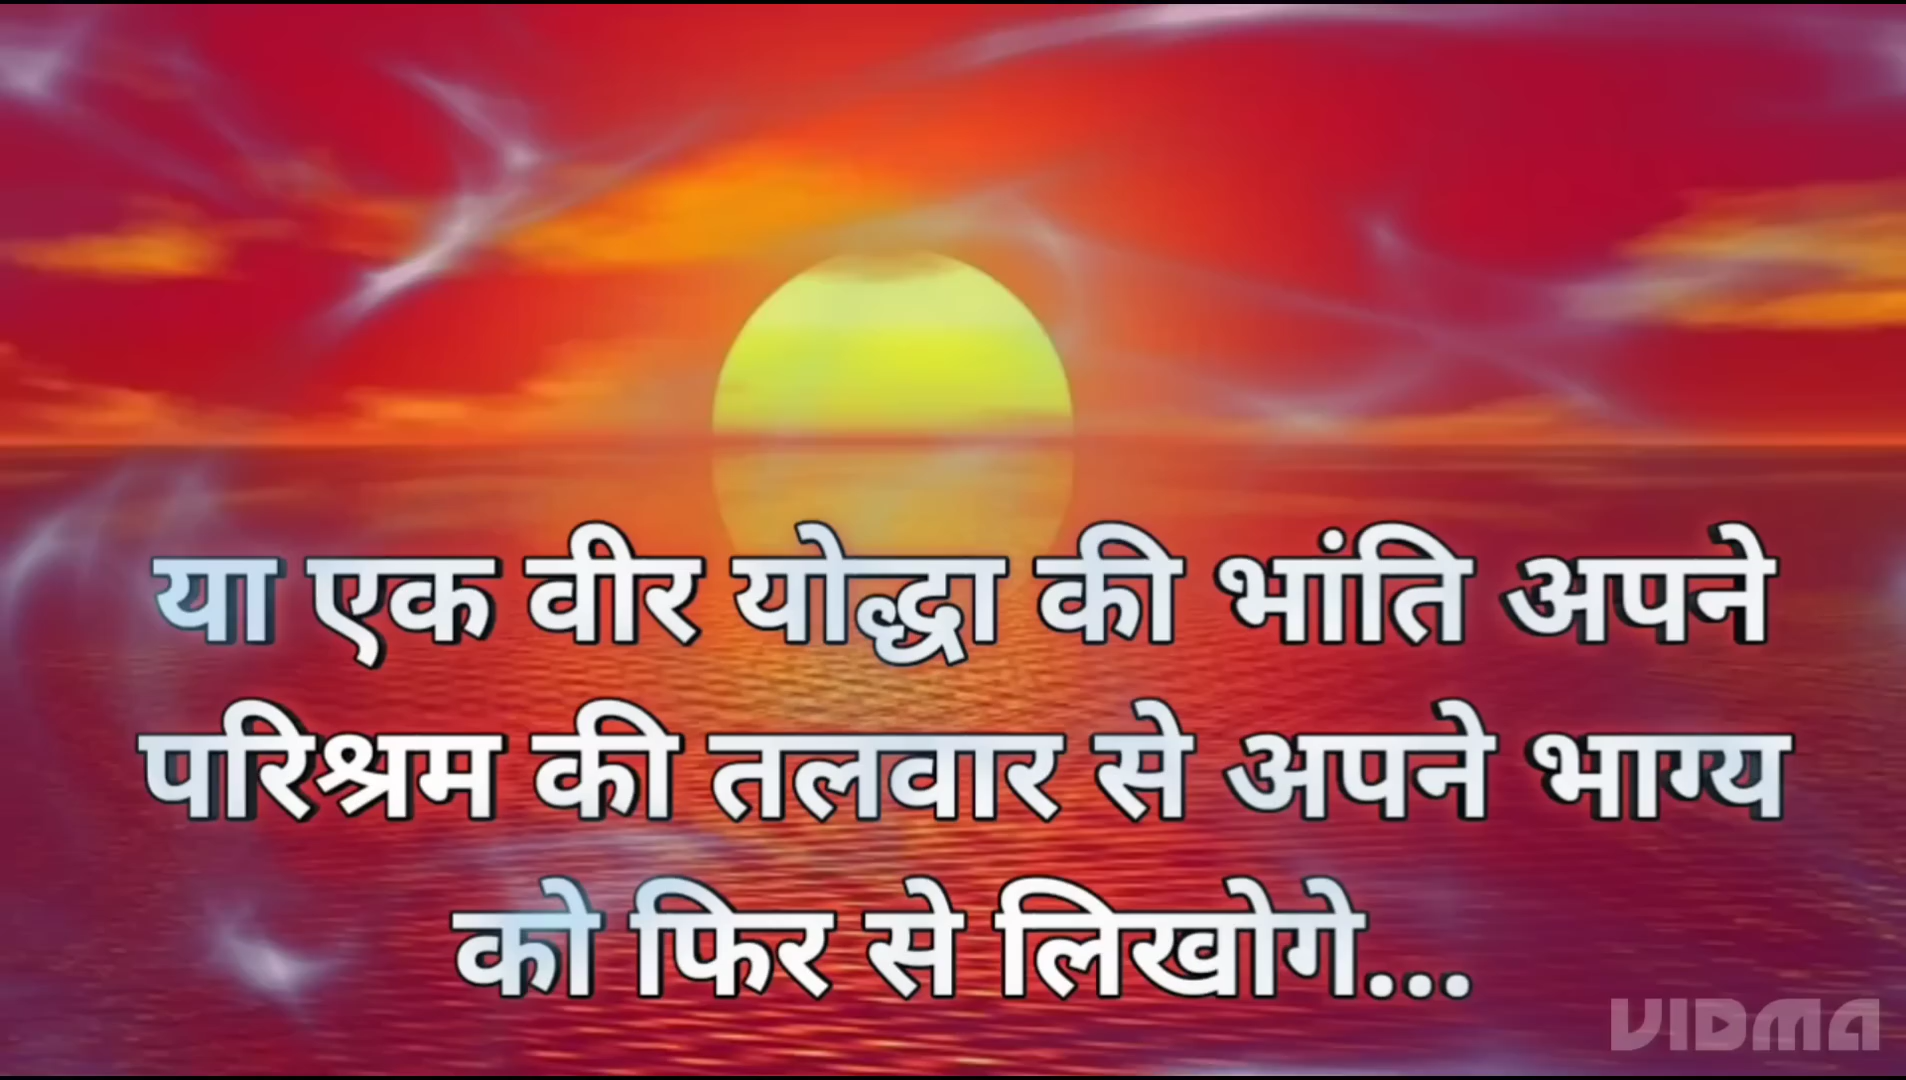 या एक वीर योद्धा की भांति अपने
परिश्रम की तलवार से अपने भाग्य
को फिर से लिखोगे...
VIDMA